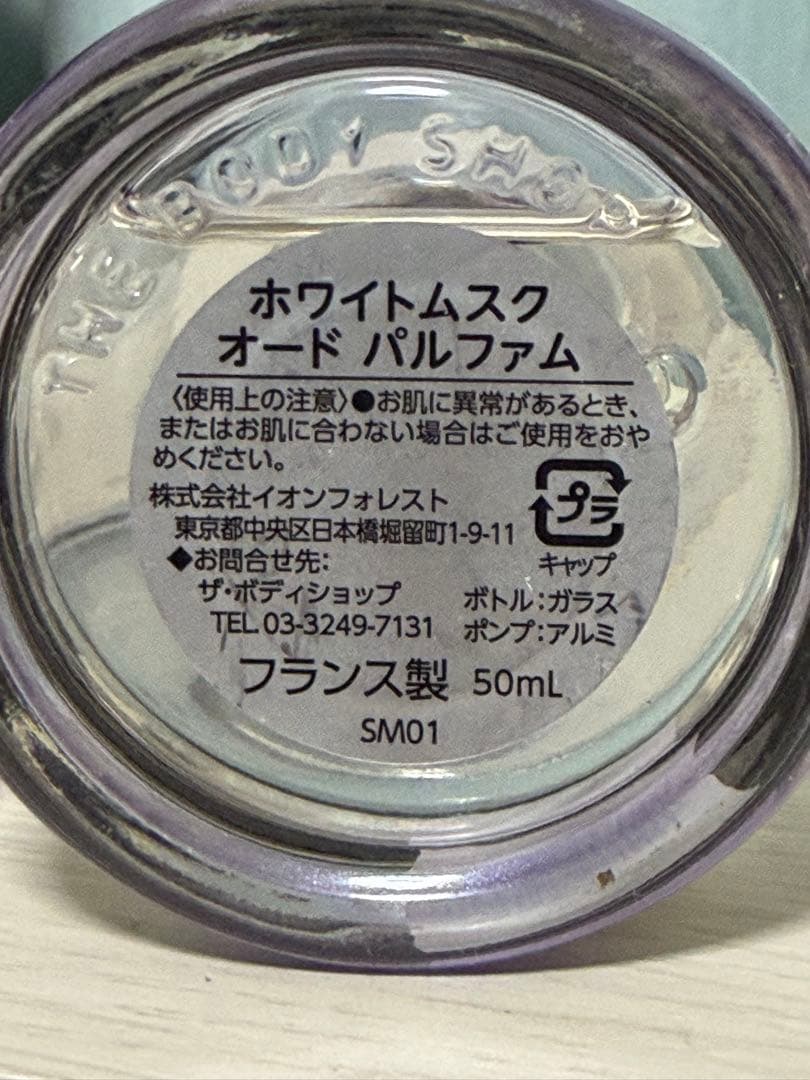 THE BODY SHOP
ホワイトムスク
オード パルファム
〈使用上の注意〉●お肌に異常があるとき、
またはお肌に合わない場合はご使用をおや
めください。
株式会社イオンフォレスト
東京都中央区日本橋堀留町1-9-11
◆お問合せ先:
ザ・ボディショップ
TEL.03-3249-7131
プラ
キャップ
ボトル:ガラス
ポンプ:アルミ
フランス製 50mL
SM01